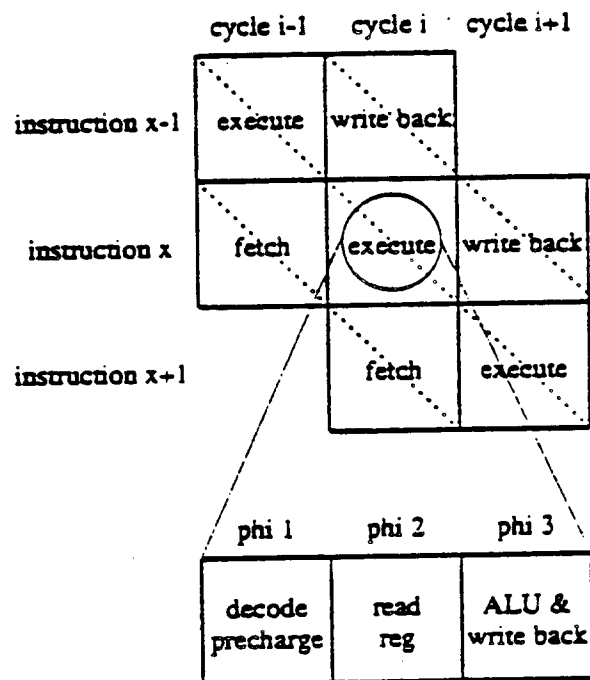 cycle i-1 cycle i cycle i+1
instruction x-1 execute write back
instruction x fetch execute write back
instruction x+1 fetch execute
phi 1 phi 2 phi 3
decode read ALU &
precharge reg write back